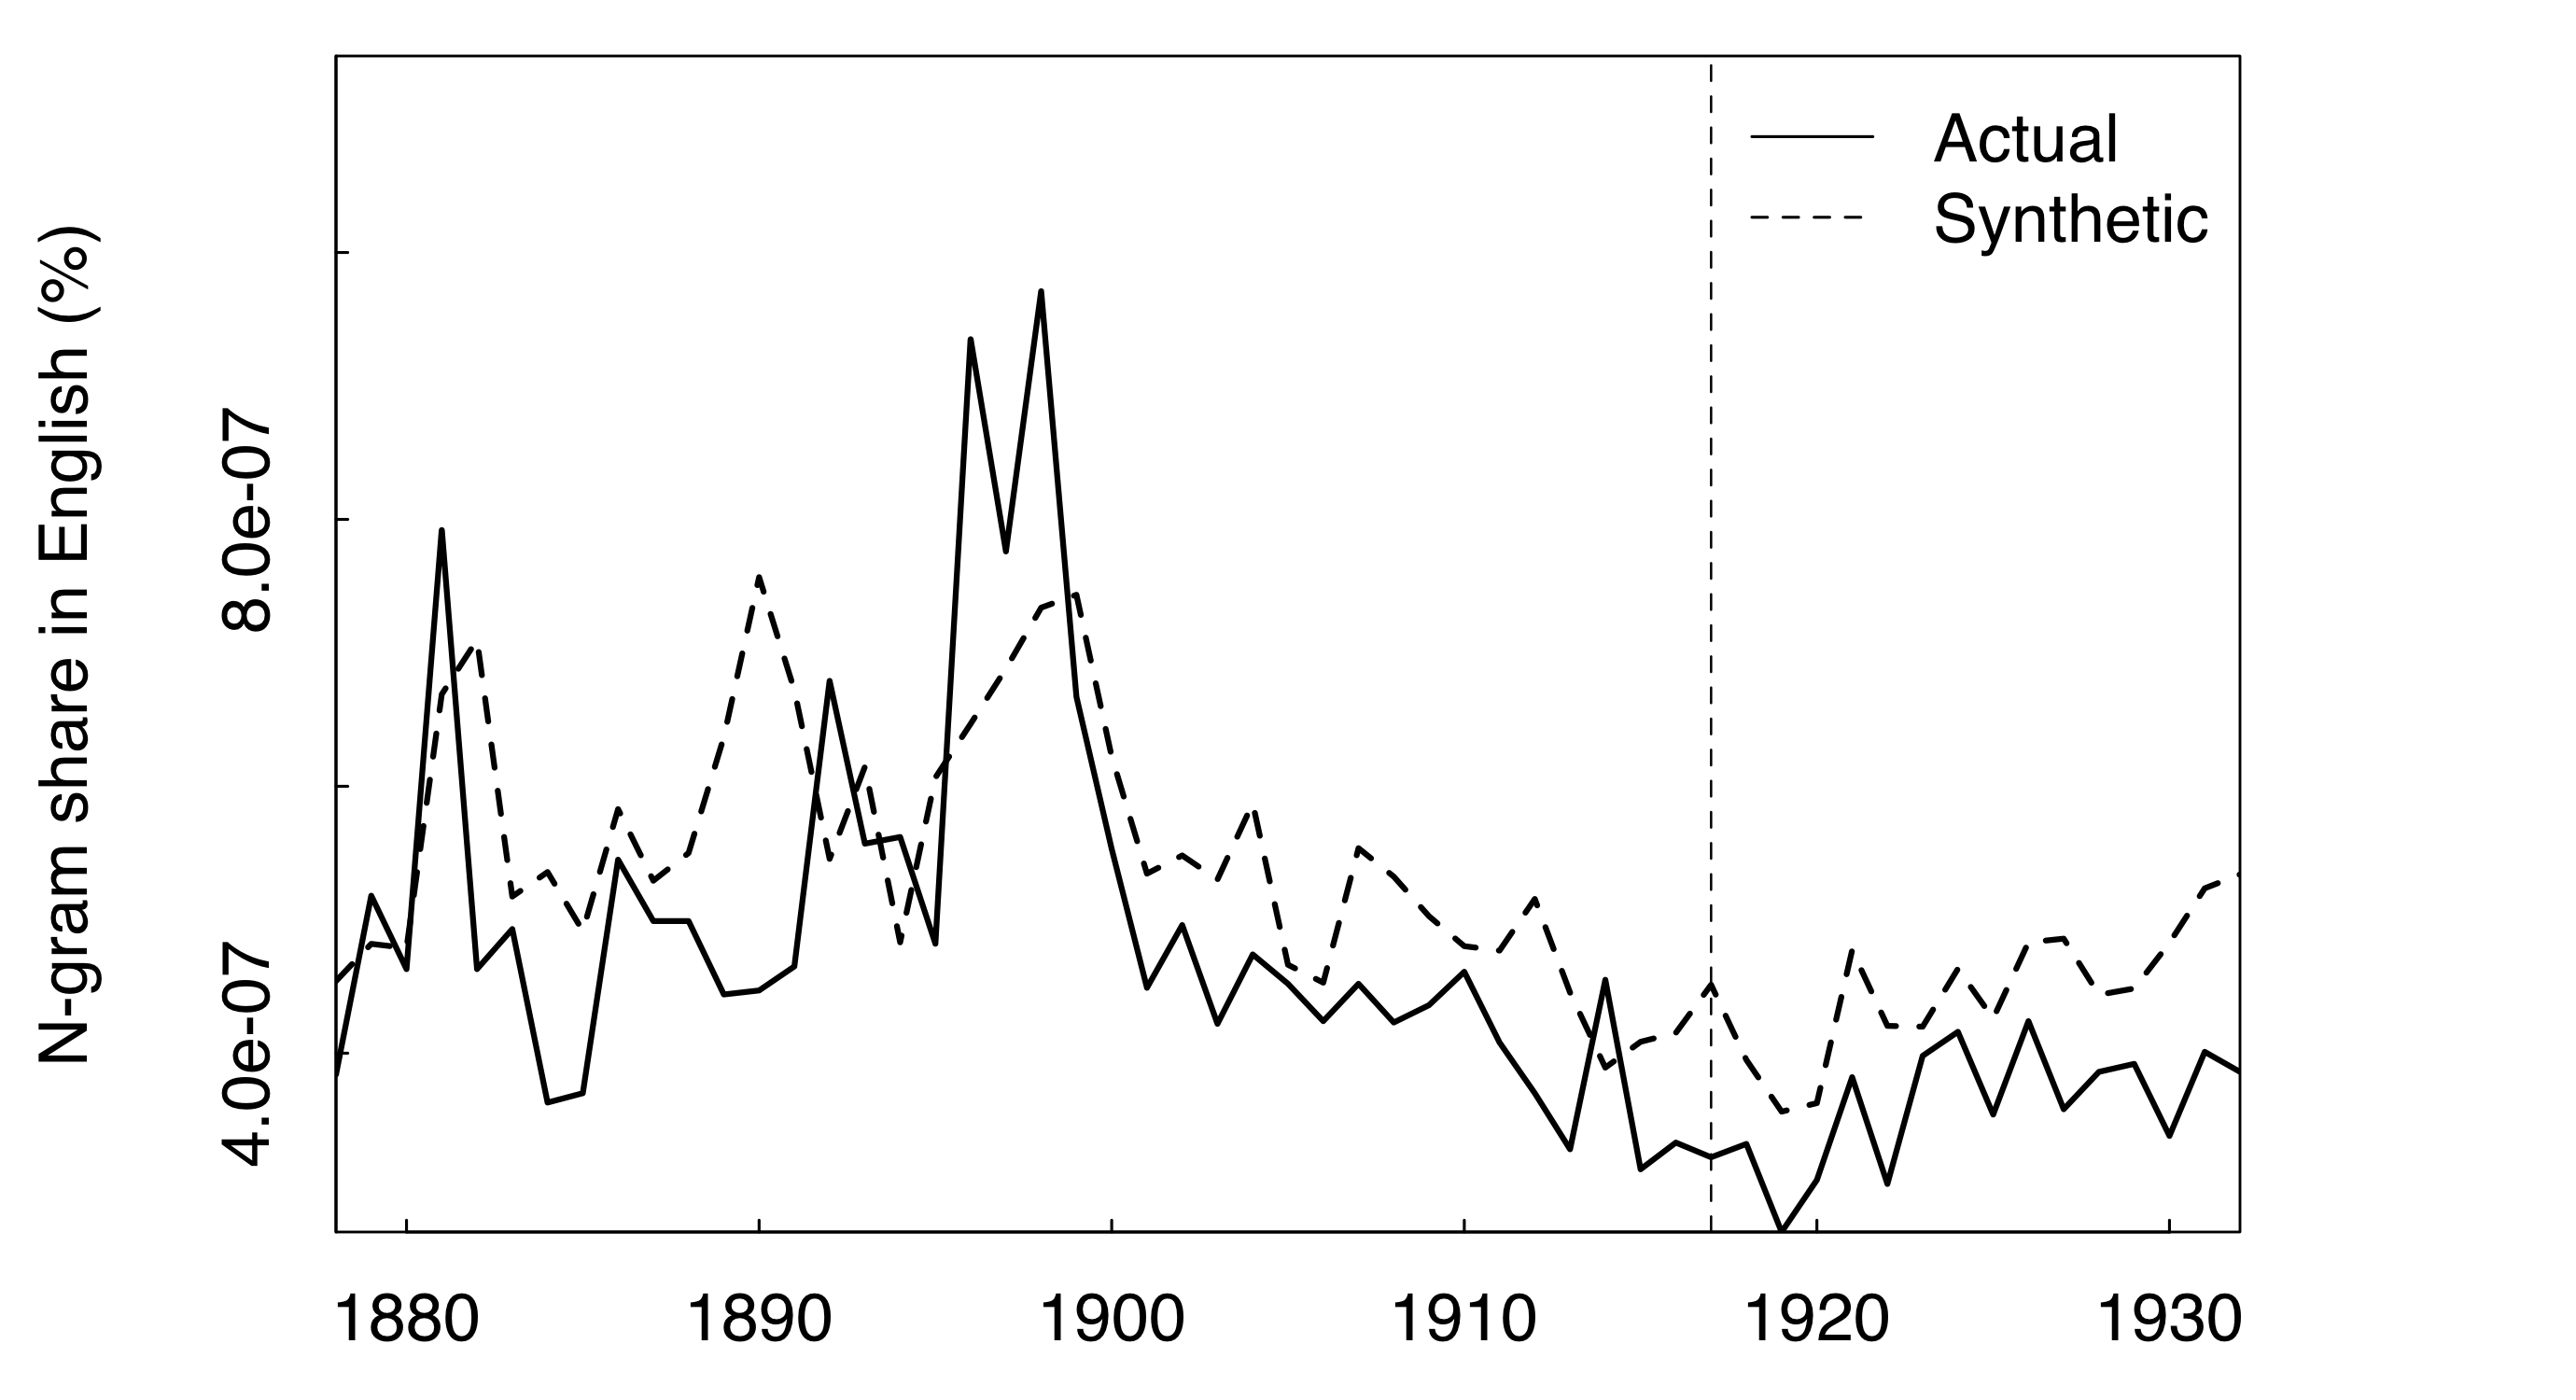 N-gram share in English (%)
8.0e-07
4.0e-07
Actual
Synthetic
1880 1890 1900 1910 1920 1930